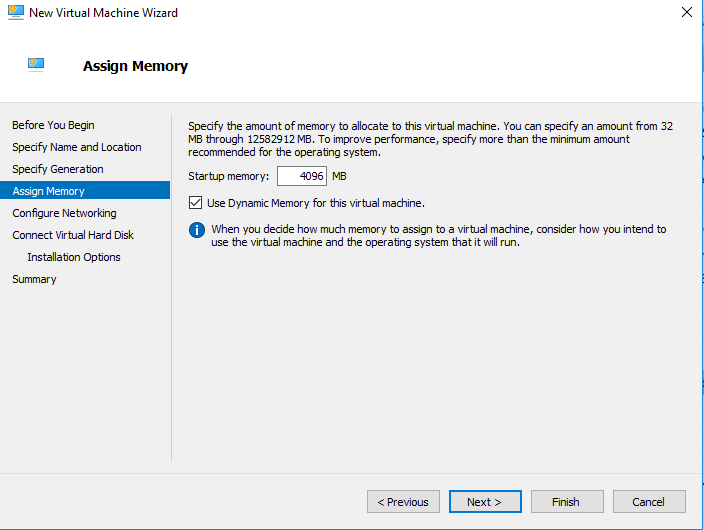 New Virtual Machine Wizard
Assign Memory
Before You Begin
Specify Name and Location
Specify Generation
Assign Memory
Configure Networking
Connect Virtual Hard Disk
Installation Options
Summary
Specify the amount of memory to allocate to this virtual machine. You can specify an amount from 32
MB through 12582912 MB. To improve performance, specify more than the minimum amount
recommended for the operating system.
Startup memory: 4096 MB
Use Dynamic Memory for this virtual machine.
When you decide how much memory to assign to a virtual machine, consider how you intend to
use the virtual machine and the operating system that it will run.
< Previous Next > Finish Cancel